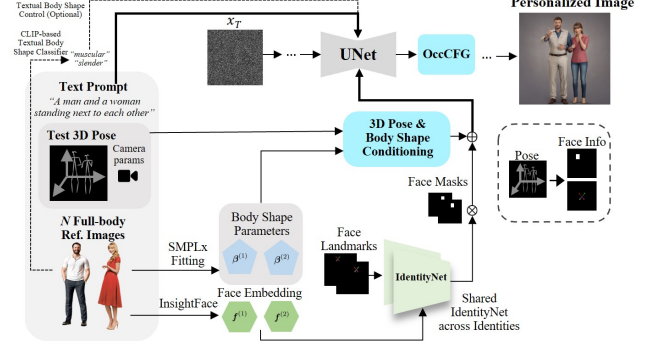 Textual Body Shape
Control (Optional)
CLIP-based
Textual Body
Shape Classifier
"muscular"
"slender"
x_T
...
UNet
OccCFG
...
Personalized Image
Text Prompt
"A man and a woman
standing next to each other"
Test 3D Pose
Camera
params
3D Pose &
Body Shape
Conditioning
Face Info
Pose
Face Masks
N Full-body
Ref. Images
SMPLx
Fitting
Body Shape
Parameters
β(1)
β(2)
Face
Landmarks
IdentityNet
InsightFace
Face Embedding
f(1)
f(2)
Shared
IdentityNet
across Identities